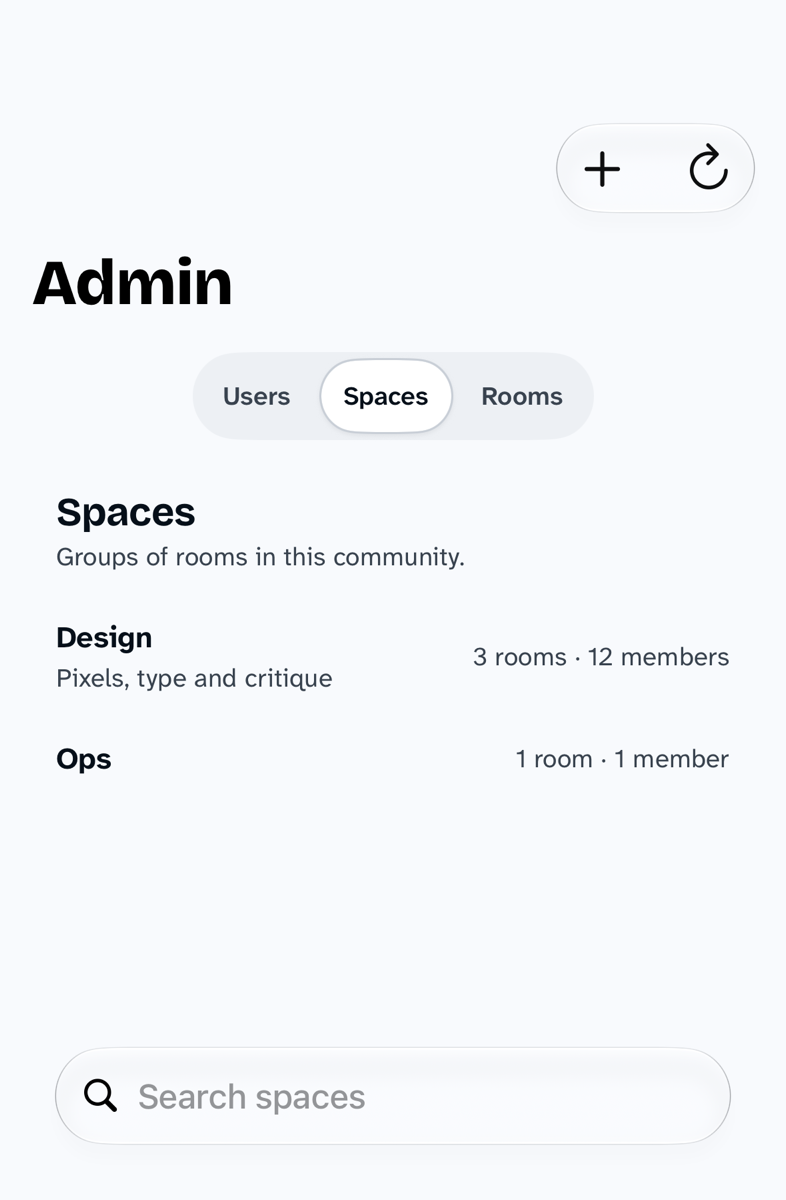 Admin
Users Spaces Rooms
Spaces
Groups of rooms in this community.
Design
Pixels, type and critique
3 rooms · 12 members
Ops
1 room · 1 member
Search spaces